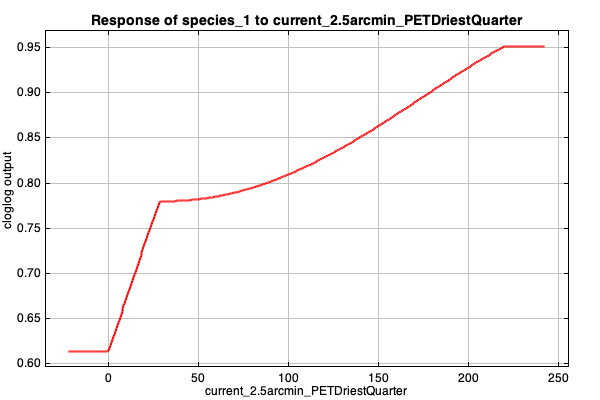 Response of species_1 to current_2.5arcmin_PETDriestQuarter
0.95
0.90
0.85
0.80
0.75
0.70
0.65
0.60
cloglog output
0 50 100 150 200 250
current_2.5arcmin_PETDriestQuarter